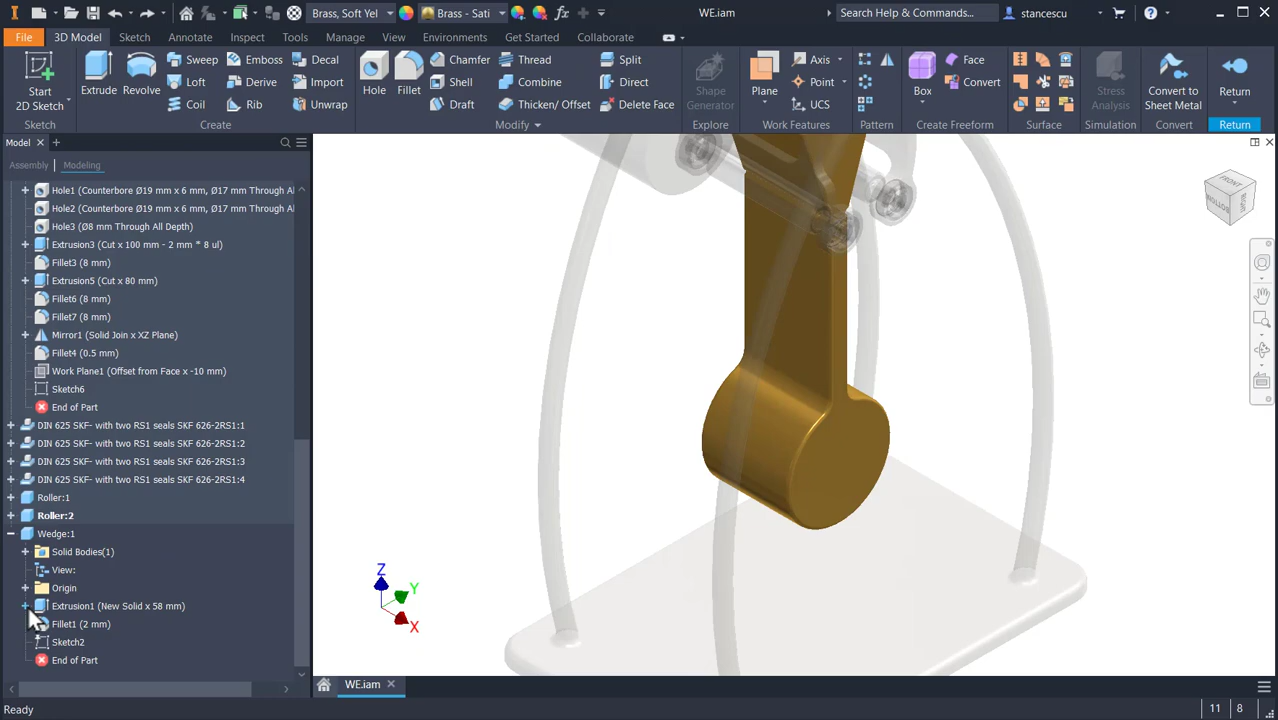 Brass, Soft Yel
Brass - Sati
WE.iam
Search Help & Commands...
stancescu
File
3D Model
Sketch
Annotate
Inspect
Tools
Manage
View
Environments
Get Started
Collaborate
Start
2D Sketch
Sketch
Extrude
Revolve
Sweep
Loft
Coil
Emboss
Derive
Rib
Decal
Import
Unwrap
Create
Hole
Fillet
Chamfer
Shell
Draft
Thread
Combine
Thicken/ Offset
Split
Direct
Delete Face
Modify
Shape
Generator
Explore
Plane
Axis
Point
UCS
Work Features
Pattern
Box
Face
Convert
Create Freeform
Surface
Stress
Analysis
Simulation
Convert to
Sheet Metal
Convert
Return
Return
Model
Assembly
Modeling
Hole1 (Counterbore Ø19 mm x 6 mm, Ø17 mm Through Al
Hole2 (Counterbore Ø19 mm x 6 mm, Ø17 mm Through Al
Hole3 (Ø8 mm Through All Depth)
Extrusion3 (Cut x 100 mm - 2 mm * 8 ul)
Fillet3 (8 mm)
Extrusion5 (Cut x 80 mm)
Fillet6 (8 mm)
Fillet7 (8 mm)
Mirror1 (Solid Join x XZ Plane)
Fillet4 (0.5 mm)
Work Plane1 (Offset from Face x -10 mm)
Sketch6
End of Part
DIN 625 SKF- with two RS1 seals SKF 626-2RS1:1
DIN 625 SKF- with two RS1 seals SKF 626-2RS1:2
DIN 625 SKF- with two RS1 seals SKF 626-2RS1:3
DIN 625 SKF- with two RS1 seals SKF 626-2RS1:4
Roller:1
Roller:2
Wedge:1
Solid Bodies(1)
View:
Origin
Extrusion1 (New Solid x 58 mm)
Fillet1 (2 mm)
Sketch2
End of Part
FRONT
BOTTOM
RIGHT
Z
Y
X
WE.iam
Ready
11
8